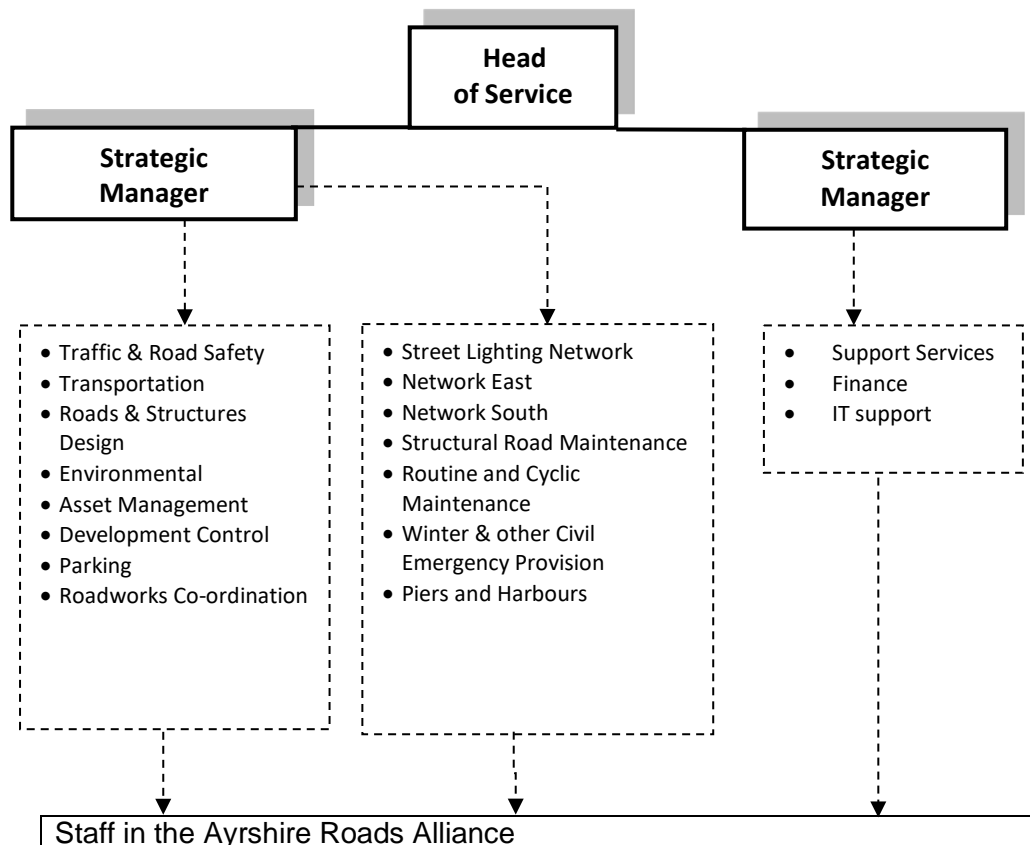 Head
of Service
Strategic
Manager
Strategic
Manager
• Traffic & Road Safety
• Transportation
• Roads & Structures
Design
• Environmental
• Asset Management
• Development Control
• Parking
• Roadworks Co-ordination
• Street Lighting Network
• Network East
• Network South
• Structural Road Maintenance
• Routine and Cyclic
Maintenance
• Winter & other Civil
Emergency Provision
• Piers and Harbours
• Support Services
• Finance
• IT support
Staff in the Ayrshire Roads Alliance